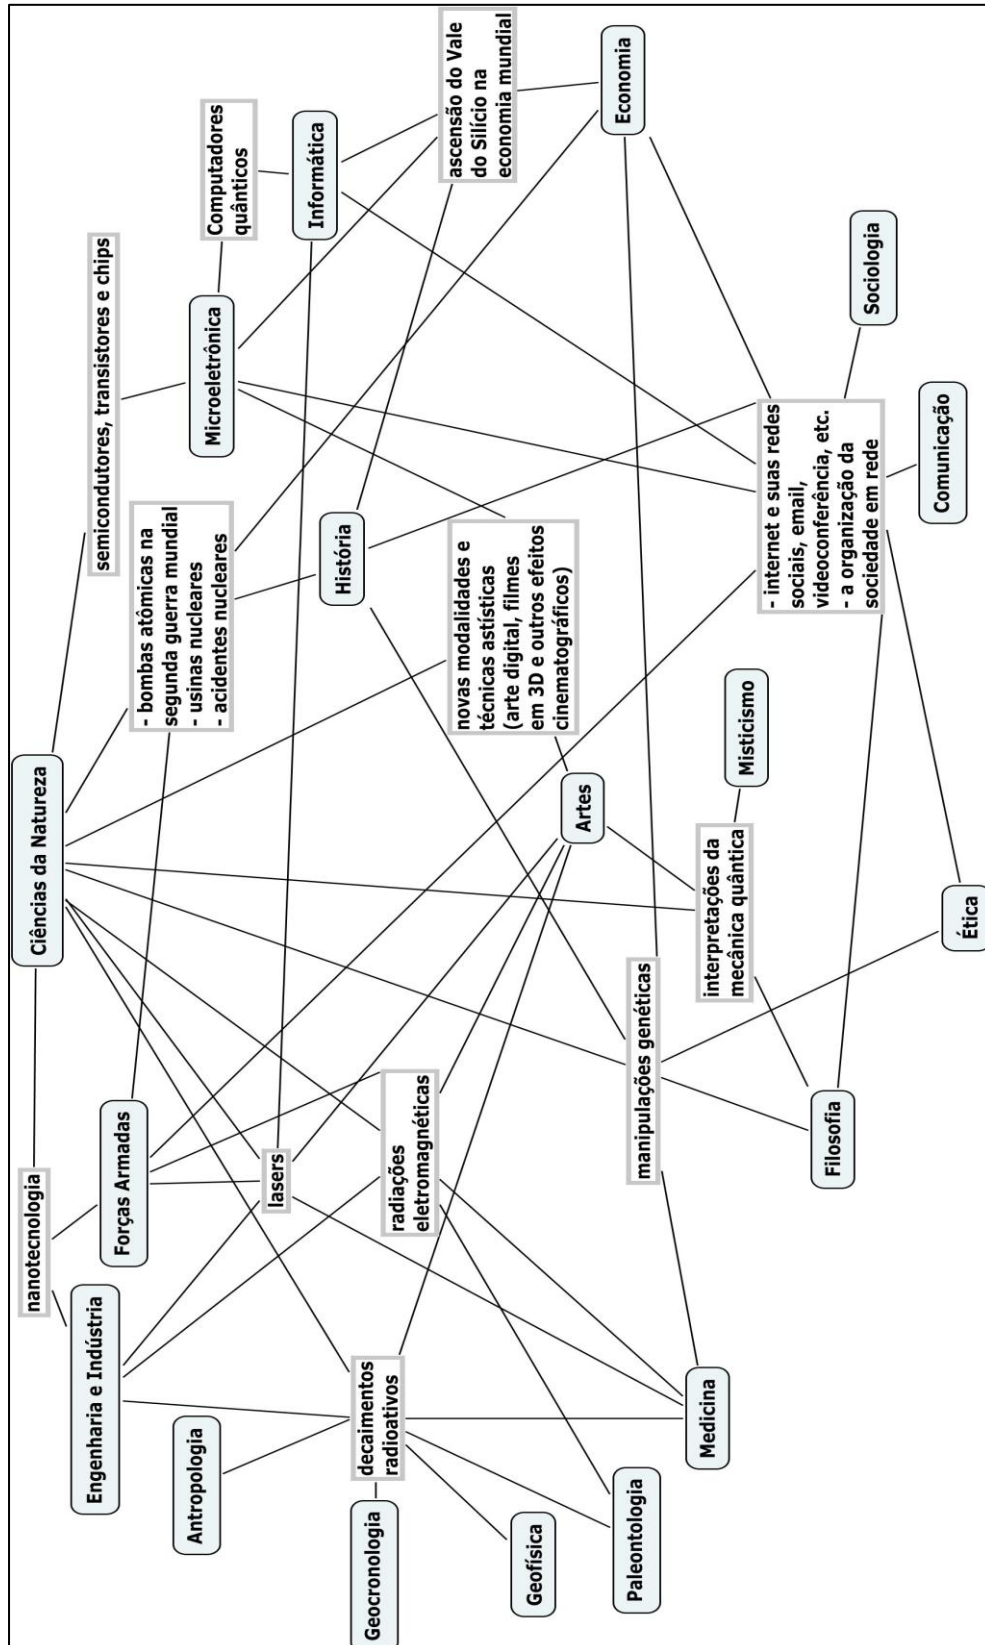 Ciências da Natureza
nanotecnologia
semicondutores, transistores e chips
Engenharia e Indústria
Forças Armadas
- bombas atômicas na
segunda guerra mundial
- usinas nucleares
- acidentes nucleares
Microeletrônica
Computadores
quânticos
Antropologia
lasers
História
Informática
decaimentos
radioativos
radiações
eletromagnéticas
novas modalidades e
técnicas astísticas
(arte digital, filmes
em 3D e outros efeitos
cinematográficos)
ascensão do Vale
do Silício na
economia mundial
Geocronologia
Geofísica
Artes
Economia
Paleontologia
manipulações genéticas
Medicina
interpretações da
mecânica quântica
Misticismo
- internet e suas redes
sociais, email,
videoconferência, etc.
- a organização da
sociedade em rede
Sociologia
Filosofia
Ética
Comunicação